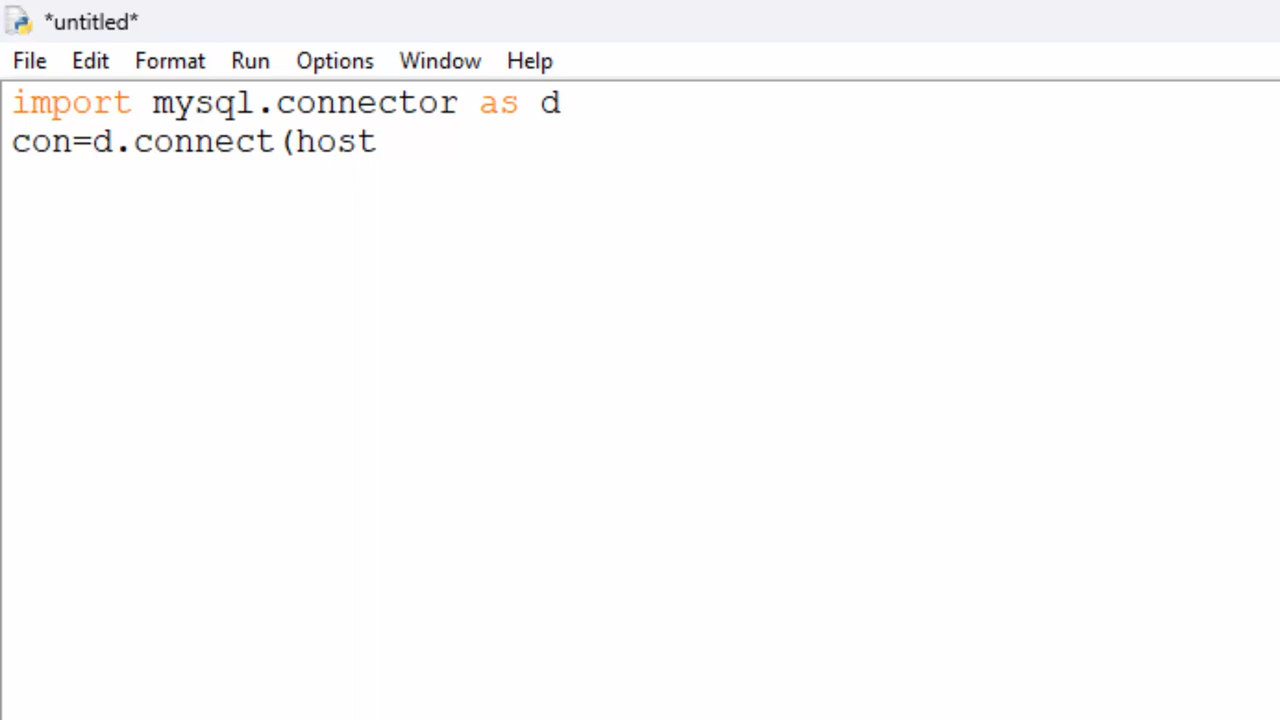 *untitled*
File Edit Format Run Options Window Help
import mysql.connector as d
con=d.connect(host